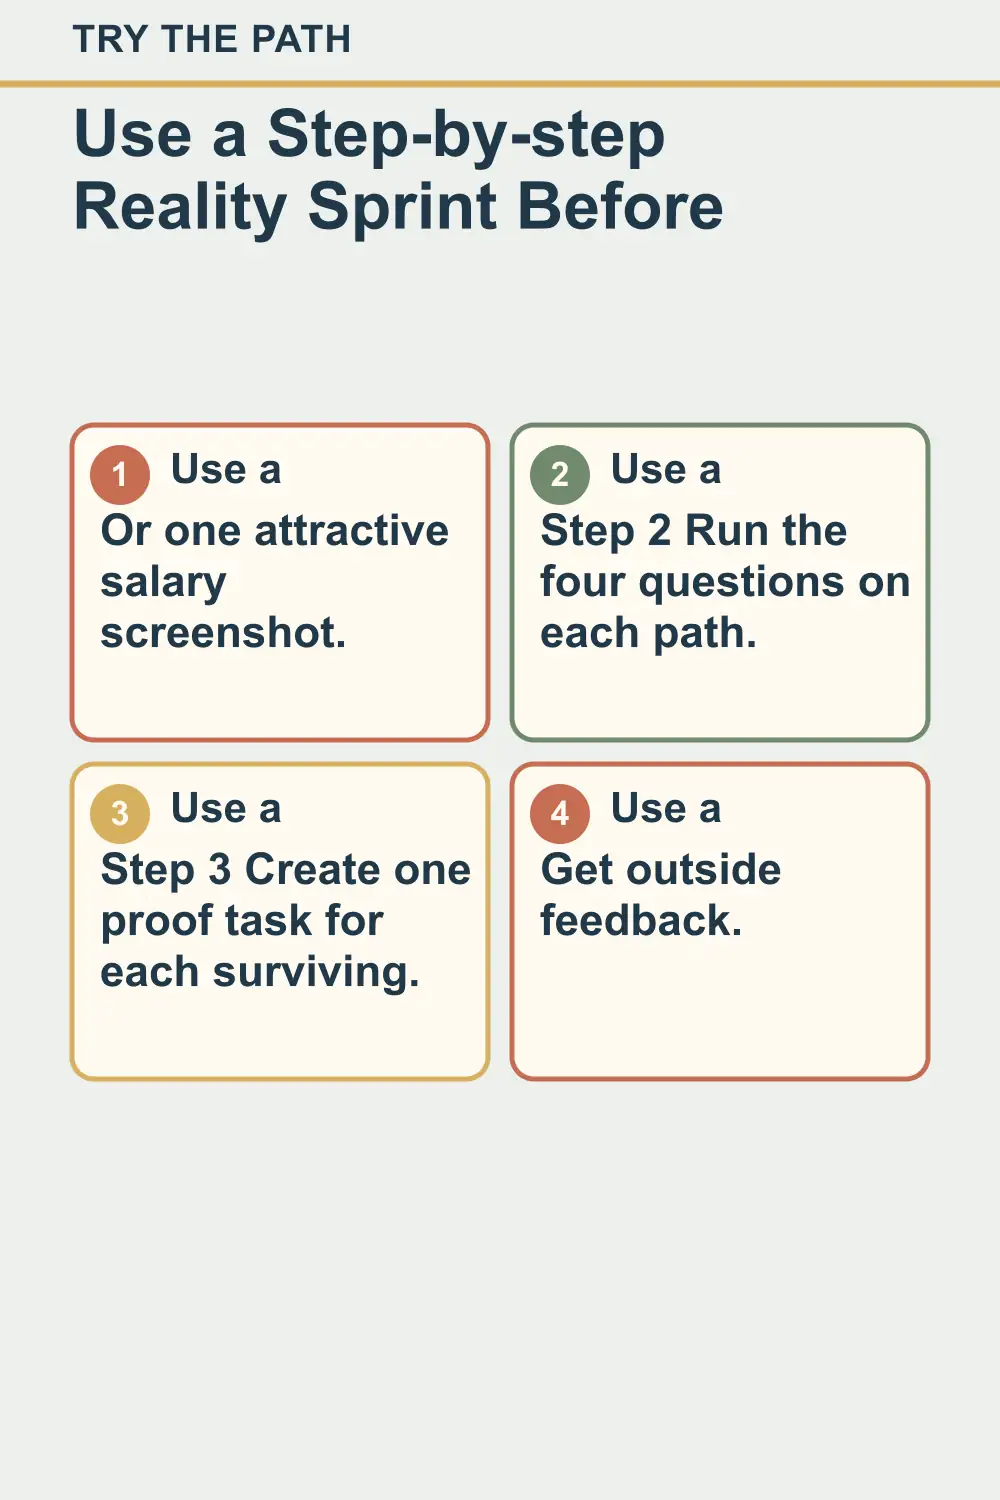 TRY THE PATH
Use a Step-by-step
Reality Sprint Before
1 Use a
Or one attractive
salary
screenshot.
2 Use a
Step 2 Run the
four questions on
each path.
3 Use a
Step 3 Create one
proof task for
each surviving.
4 Use a
Get outside
feedback.